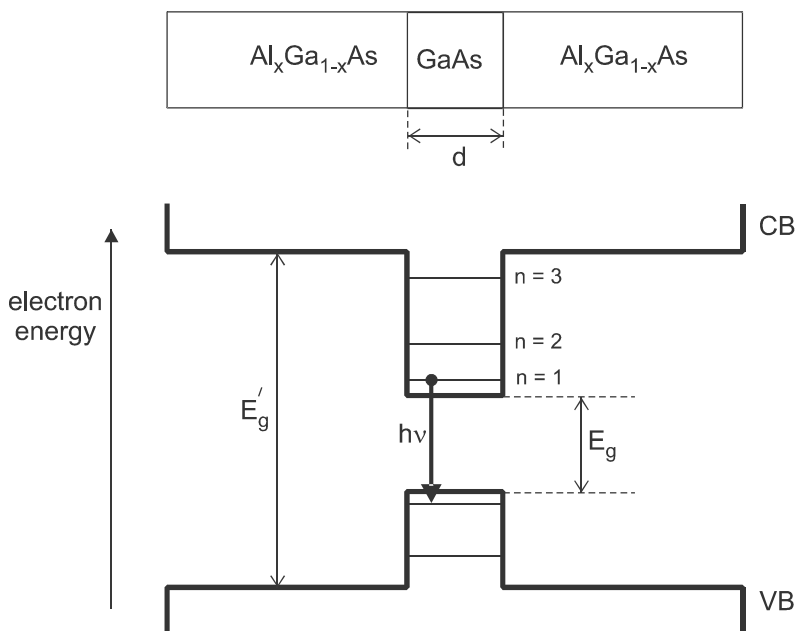 AlxGa1-xAs GaAs AlxGa1-xAs
d
CB
electron
energy
n = 3
n = 2
n = 1
E′g
hν
Eg
VB